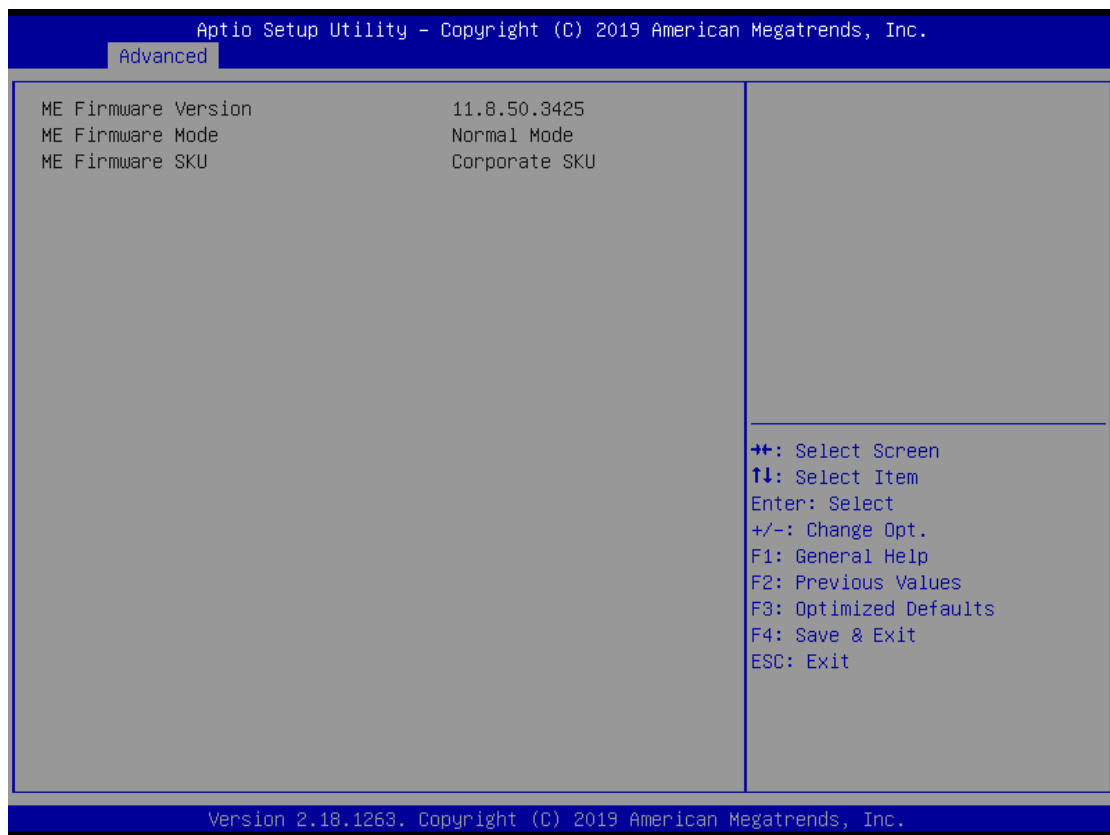 Aptio Setup Utility – Copyright (C) 2019 American Megatrends, Inc.
Advanced
ME Firmware Version 11.8.50.3425
ME Firmware Mode Normal Mode
ME Firmware SKU Corporate SKU
→←: Select Screen
↑↓: Select Item
Enter: Select
+/-: Change Opt.
F1: General Help
F2: Previous Values
F3: Optimized Defaults
F4: Save & Exit
ESC: Exit
Version 2.18.1263. Copyright (C) 2019 American Megatrends, Inc.